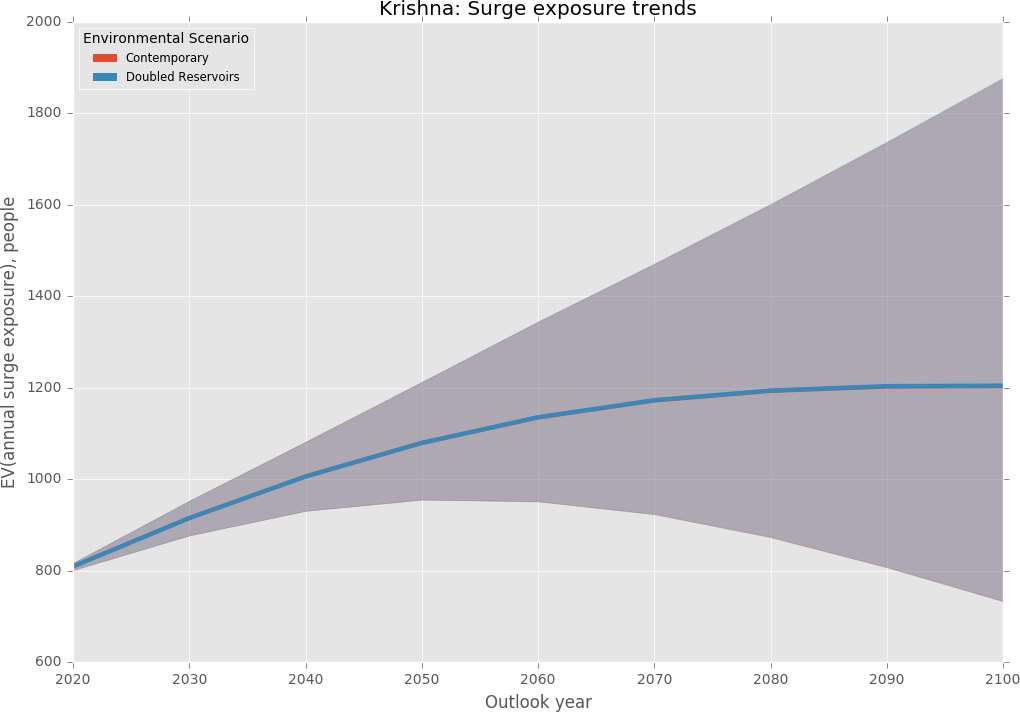 Krishna: Surge exposure trends
Environmental Scenario
Contemporary
Doubled Reservoirs
EV(annual surge exposure), people
2000
1800
1600
1400
1200
1000
800
600
2020 2030 2040 2050 2060 2070 2080 2090 2100
Outlook year